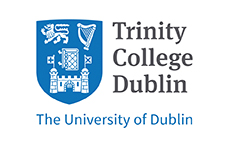 Trinity
College
Dublin
The University of Dublin